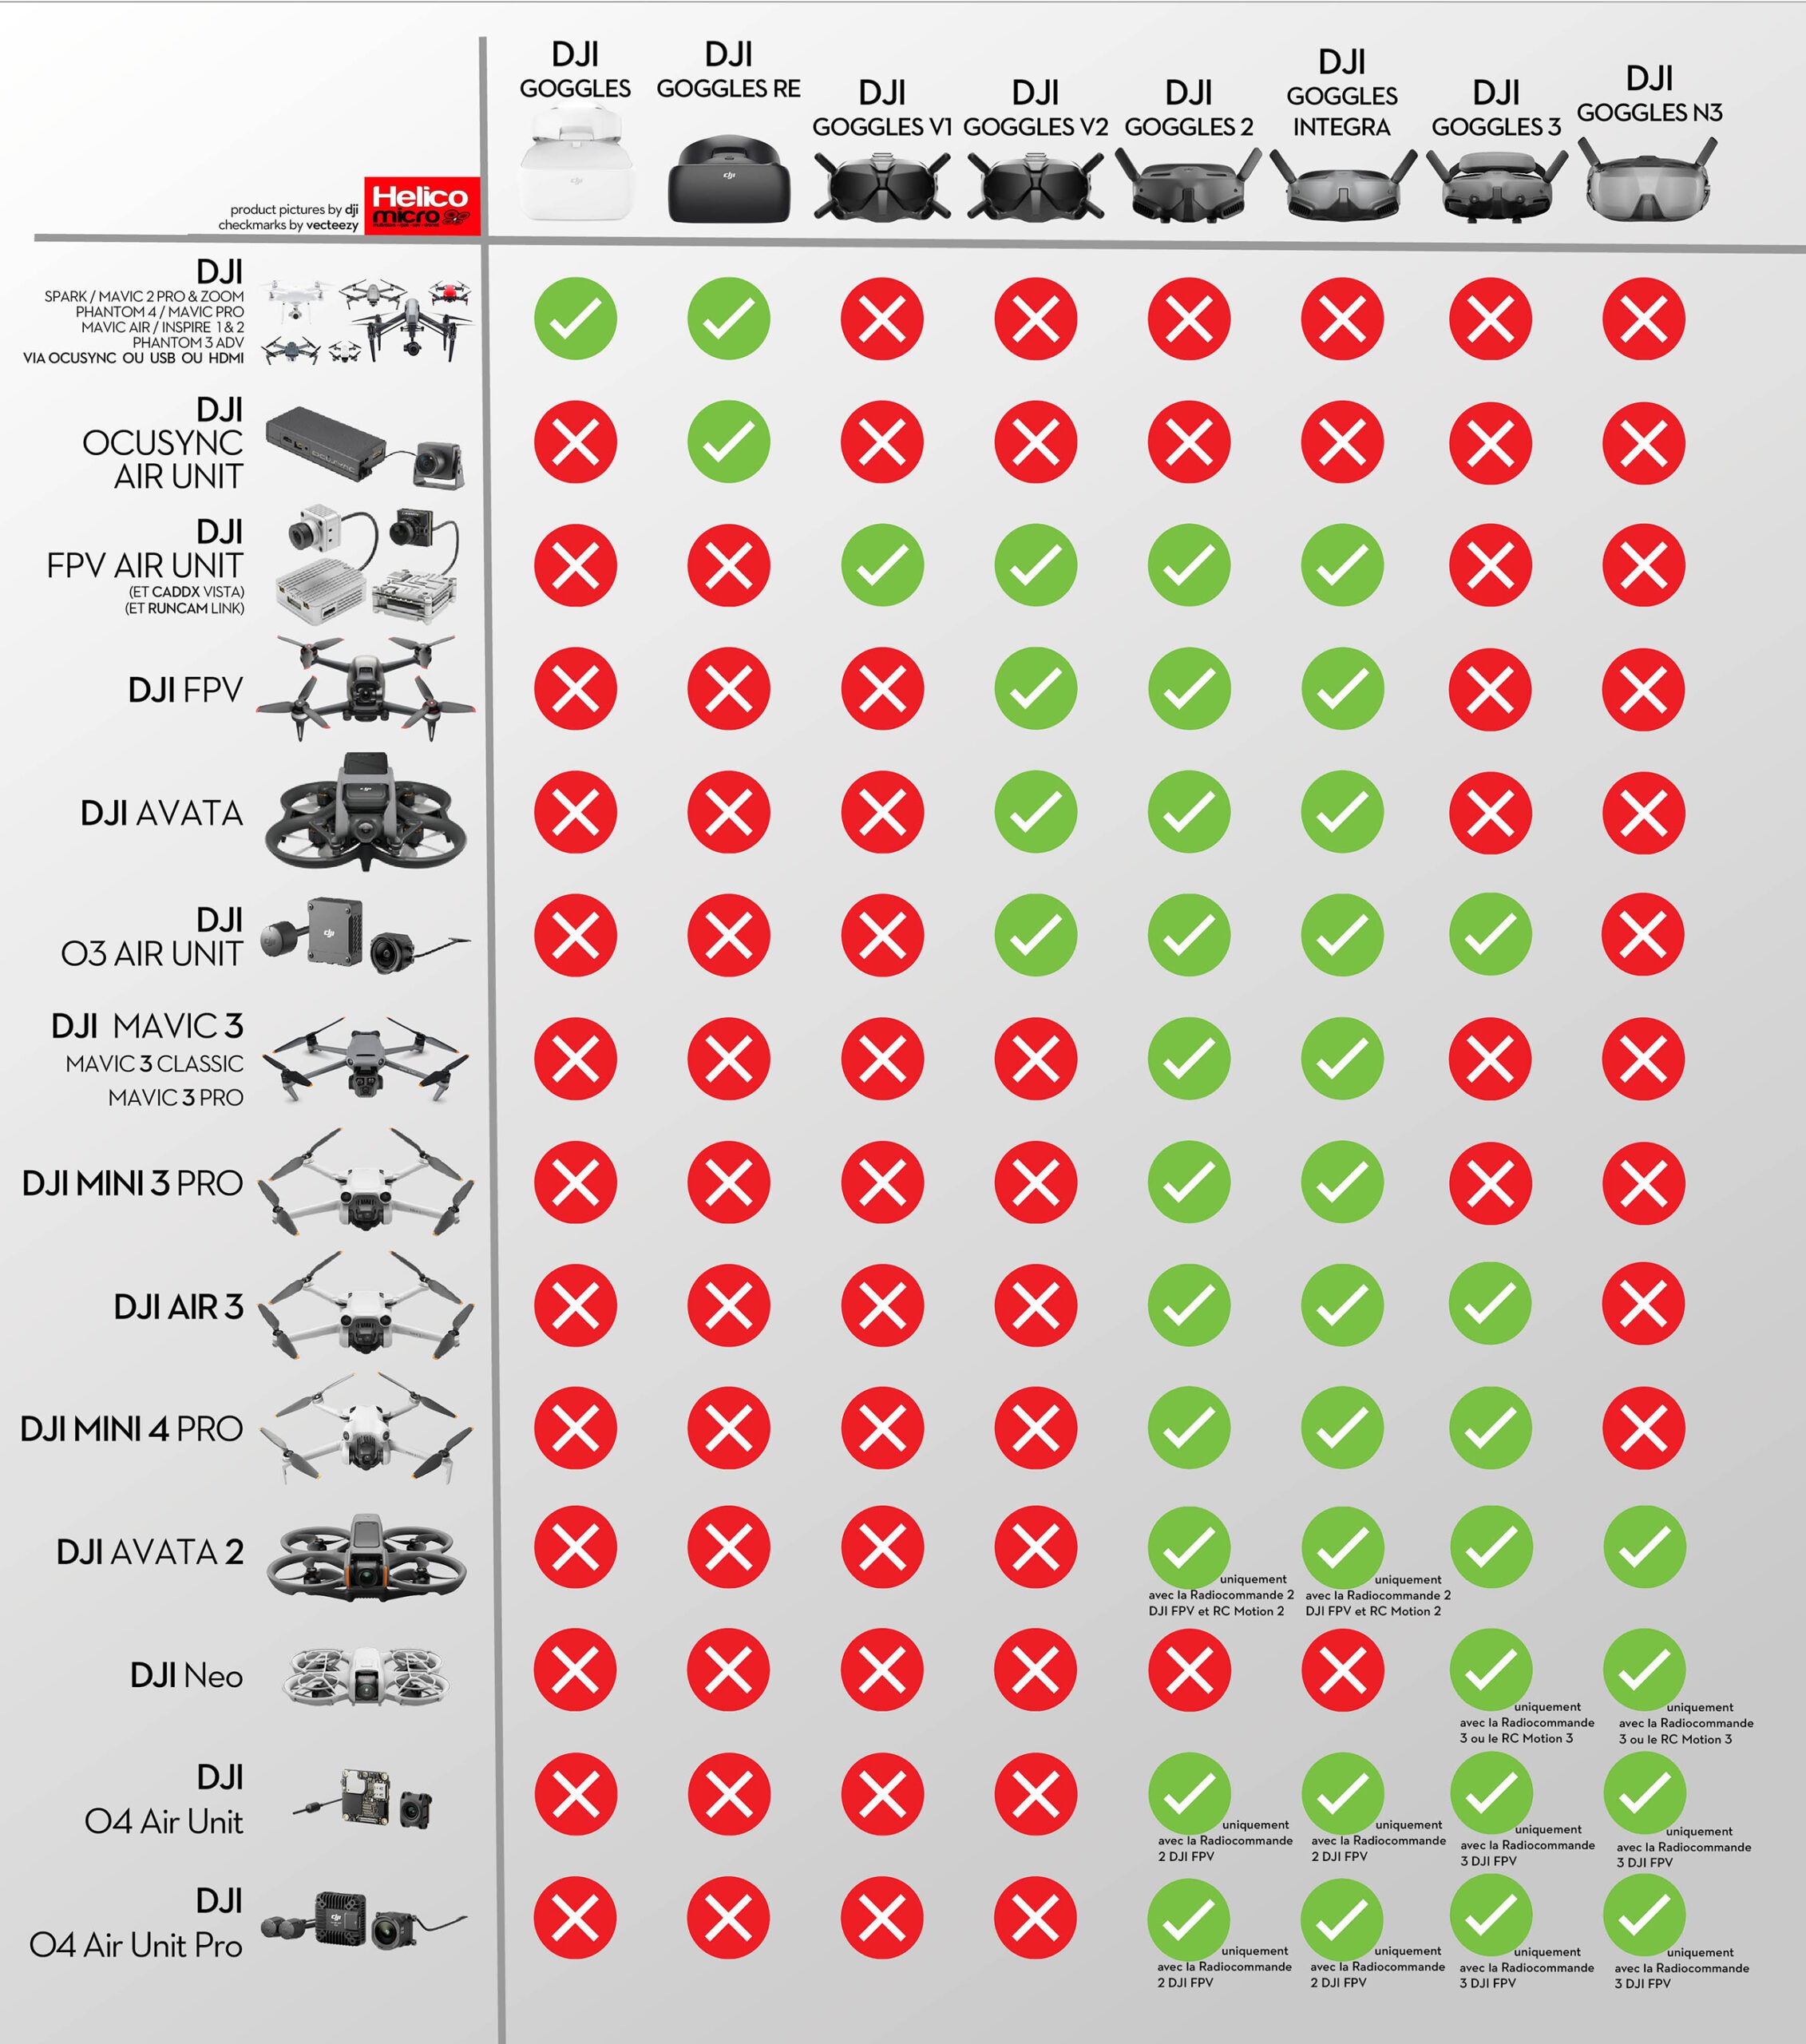 DJI
GOGGLES
DJI
GOGGLES RE
DJI
GOGGLES V1
DJI
GOGGLES V2
DJI
GOGGLES 2
DJI
GOGGLES
INTEGRA
DJI
GOGGLES 3
DJI
GOGGLES N3
product pictures by dji
checkmarks by vecteezy
Helico
micro
DJI
SPARK / MAVIC 2 PRO & ZOOM
PHANTOM 4 / MAVIC PRO
MAVIC AIR / INSPIRE 1 & 2
PHANTOM 3 ADV
VIA OCUSYNC OU USB OU HDMI
DJI
OCUSYNC
AIR UNIT
OCUSYNC
DJI
FPV AIR UNIT
(ET CADDX VISTA)
(ET RUNCAM LINK)
DJI FPV
DJI AVATA
DJI
O3 AIR UNIT
DJI MAVIC 3
MAVIC 3 CLASSIC
MAVIC 3 PRO
DJI MINI 3 PRO
DJI AIR 3
DJI MINI 4 PRO
DJI AVATA 2
uniquement
avec la Radiocommande 2
DJI FPV et RC Motion 2
uniquement
avec la Radiocommande 2
DJI FPV et RC Motion 2
DJI Neo
uniquement
avec la Radiocommande
3 ou le RC Motion 3
uniquement
avec la Radiocommande
3 ou le RC Motion 3
DJI
O4 Air Unit
uniquement
avec la Radiocommande
2 DJI FPV
uniquement
avec la Radiocommande
2 DJI FPV
uniquement
avec la Radiocommande
3 DJI FPV
uniquement
avec la Radiocommande
3 DJI FPV
DJI
O4 Air Unit Pro
uniquement
avec la Radiocommande
2 DJI FPV
uniquement
avec la Radiocommande
2 DJI FPV
uniquement
avec la Radiocommande
3 DJI FPV
uniquement
avec la Radiocommande
3 DJI FPV